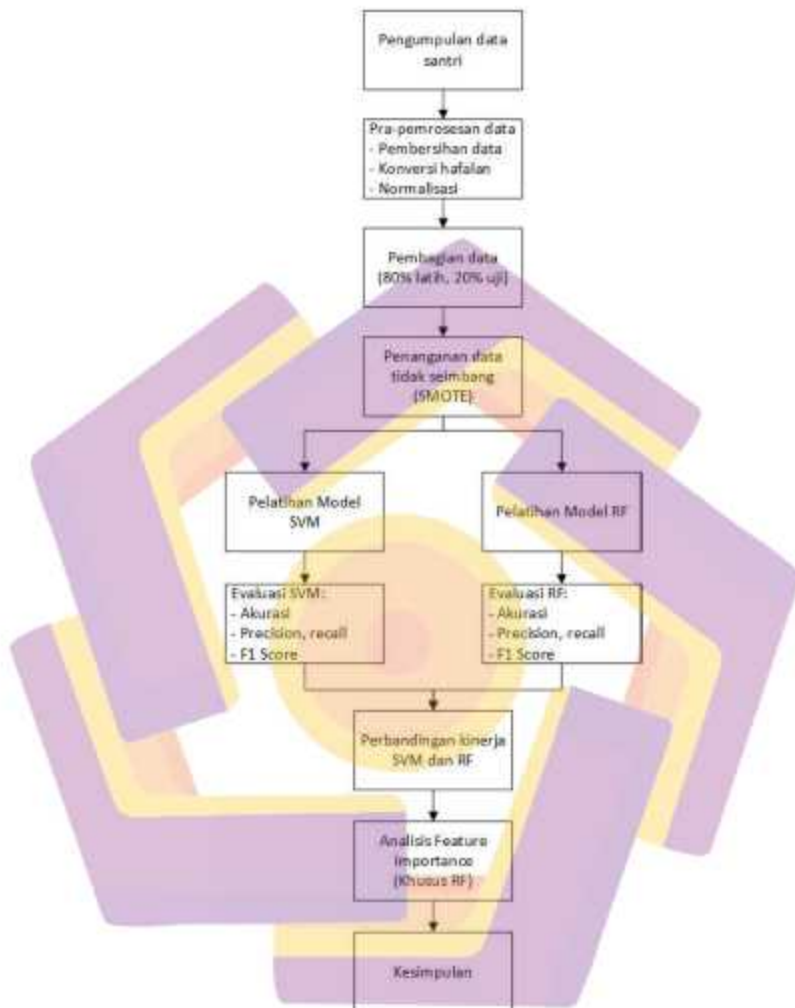 Pengumpulan data
santri
Pra-pemrosesan data
- Pembersihan data
- Konversi hafalan
- Normalisasi
Pembagian data
(80% latih, 20% uji)
Penanganan data
tidak seimbang
(SMOTE)
Pelatihan Model
SVM
Pelatihan Model RF
Evaluasi SVM:
- Akurasi
- Precision, recall
- F1 Score
Evaluasi RF:
- Akurasi
- Precision, recall
- F1 Score
Perbandingan kinerja
SVM dan RF
Analisis Feature
Importance
(Khusus RF)
Kesimpulan